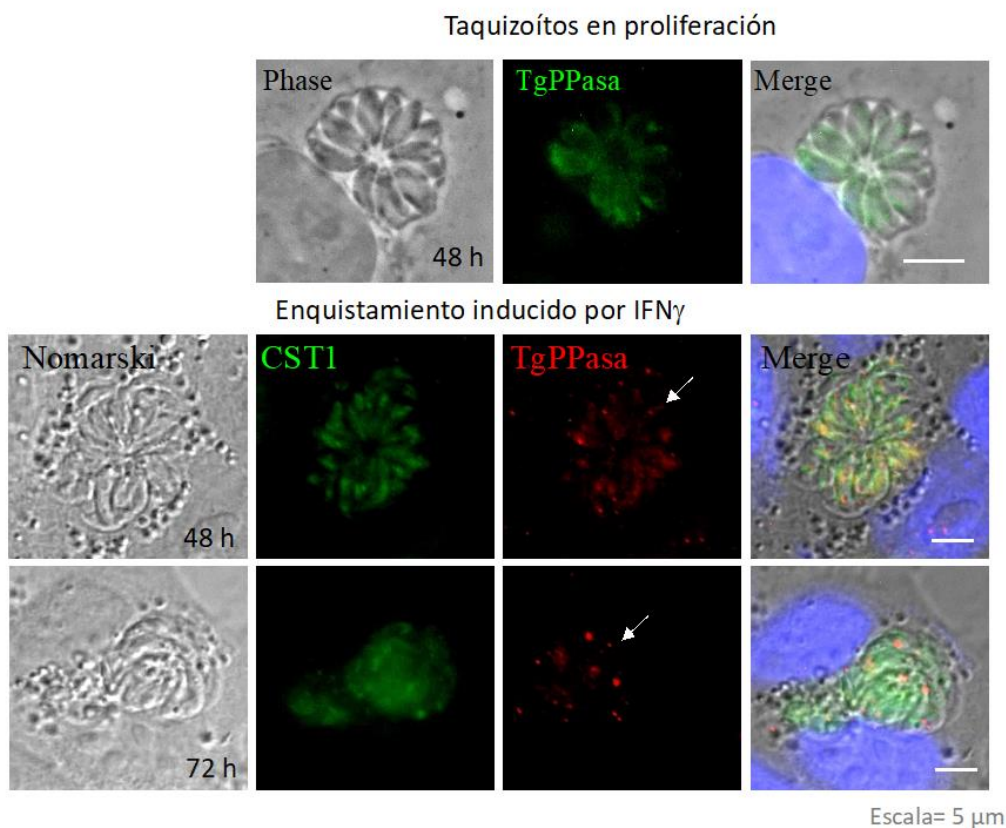 Taquizoítos en proliferación
Phase
TgPPasa
Merge
48 h
Enquistamiento inducido por IFNγ
Nomarski
CST1
TgPPasa
Merge
48 h
72 h
Escala= 5 μm